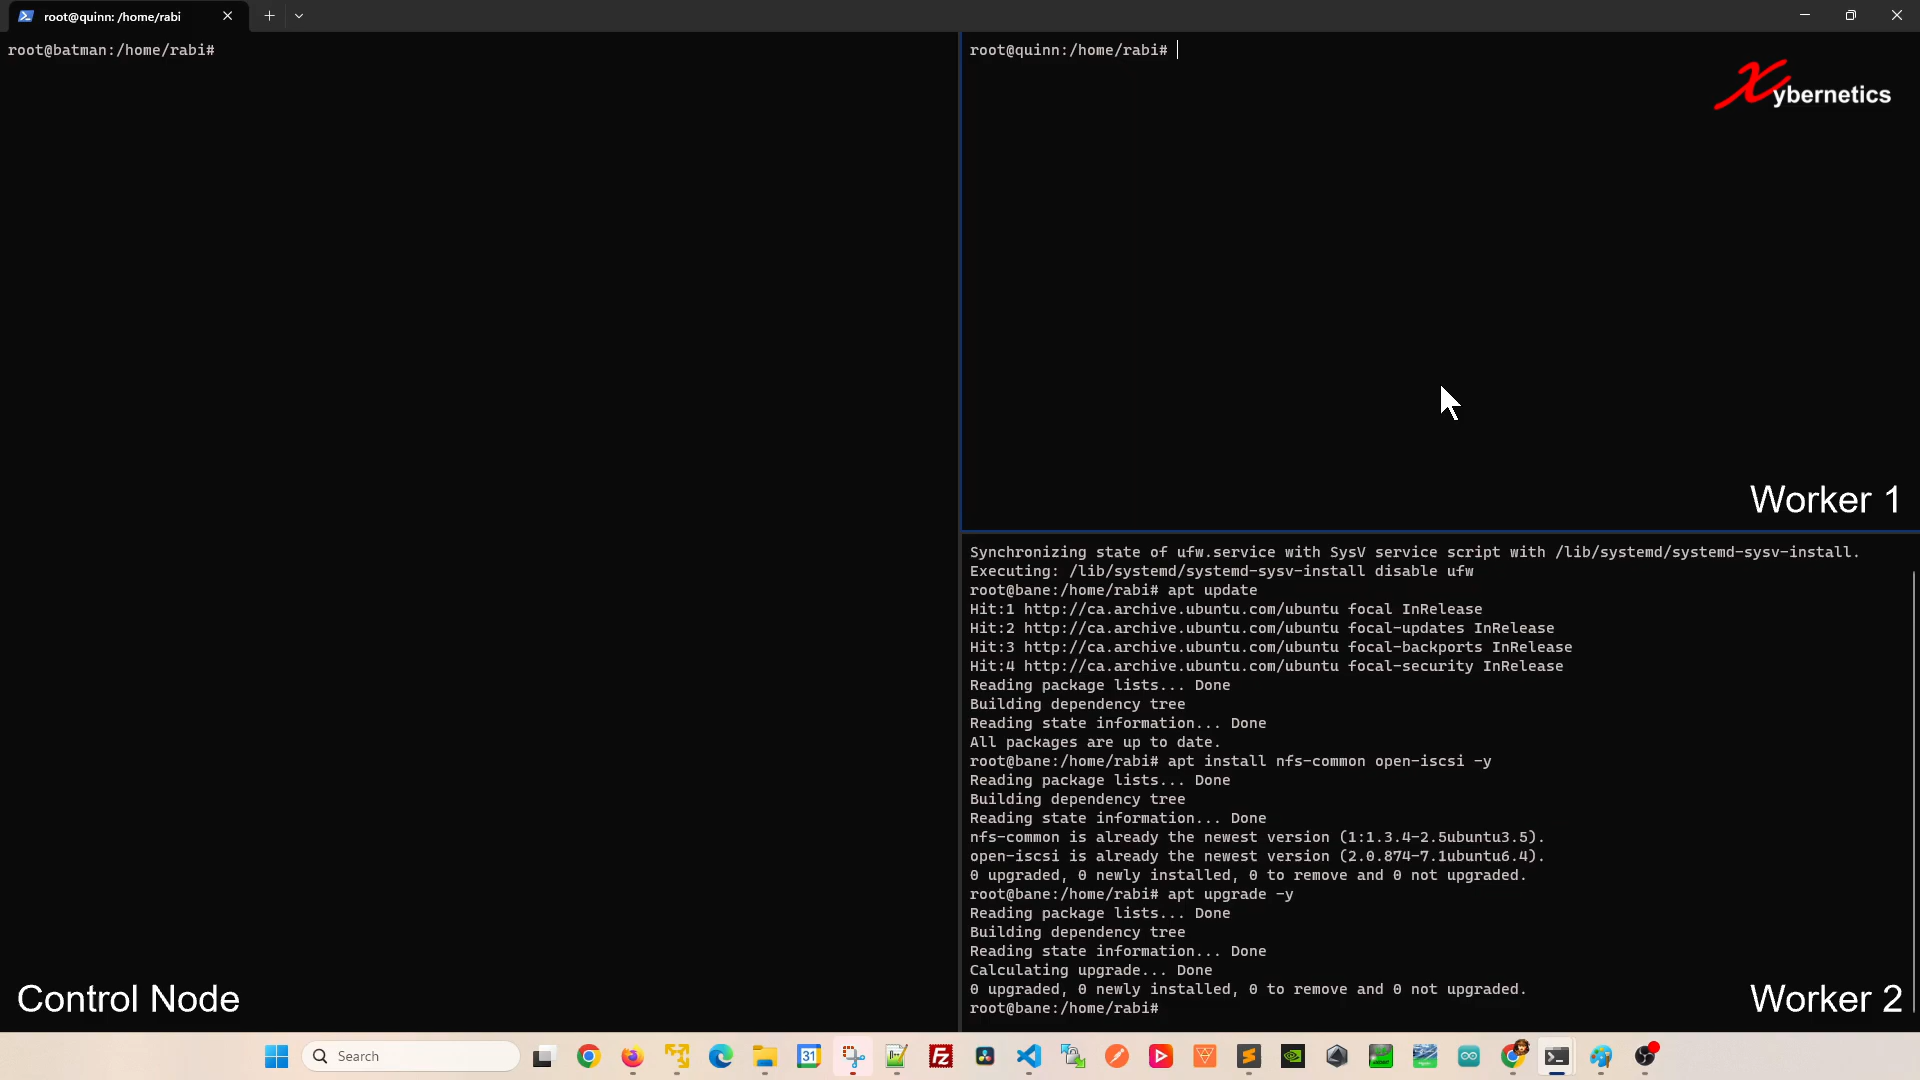 root@quinn: /home/rabi
root@batman:/home/rabi#
root@quinn:/home/rabi#
Xybernetics
Worker 1
Synchronizing state of ufw.service with SysV service script with /lib/systemd/systemd-sysv-install.
Executing: /lib/systemd/systemd-sysv-install disable ufw
root@bane:/home/rabi# apt update
Hit:1 http://ca.archive.ubuntu.com/ubuntu focal InRelease
Hit:2 http://ca.archive.ubuntu.com/ubuntu focal-updates InRelease
Hit:3 http://ca.archive.ubuntu.com/ubuntu focal-backports InRelease
Hit:4 http://ca.archive.ubuntu.com/ubuntu focal-security InRelease
Reading package lists... Done
Building dependency tree
Reading state information... Done
All packages are up to date.
root@bane:/home/rabi# apt install nfs-common open-iscsi -y
Reading package lists... Done
Building dependency tree
Reading state information... Done
nfs-common is already the newest version (1:1.3.4-2.5ubuntu3.5).
open-iscsi is already the newest version (2.0.874-7.1ubuntu6.4).
0 upgraded, 0 newly installed, 0 to remove and 0 not upgraded.
root@bane:/home/rabi# apt upgrade -y
Reading package lists... Done
Building dependency tree
Reading state information... Done
Calculating upgrade... Done
0 upgraded, 0 newly installed, 0 to remove and 0 not upgraded.
root@bane:/home/rabi#
Control Node
Worker 2
Search
31